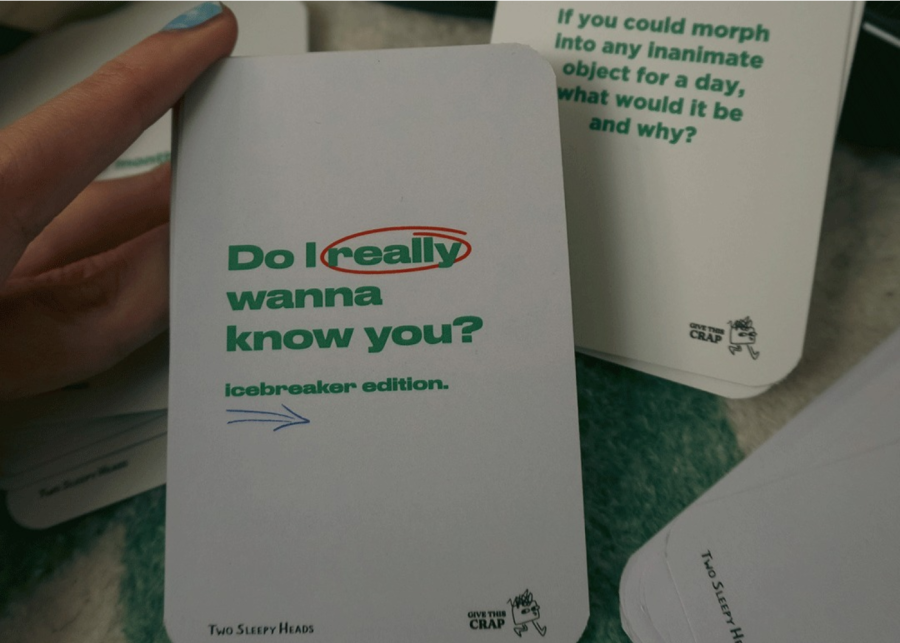 If you could morph
into any inanimate
object for a day,
what would it be
and why?
GIVE THIS
CRAP
Do I really
wanna
know you?
icebreaker edition.
TWO SLEEPY HEADS
GIVE THIS
CRAP
TWO SLEEPY HEADS
TWO SLEEPY